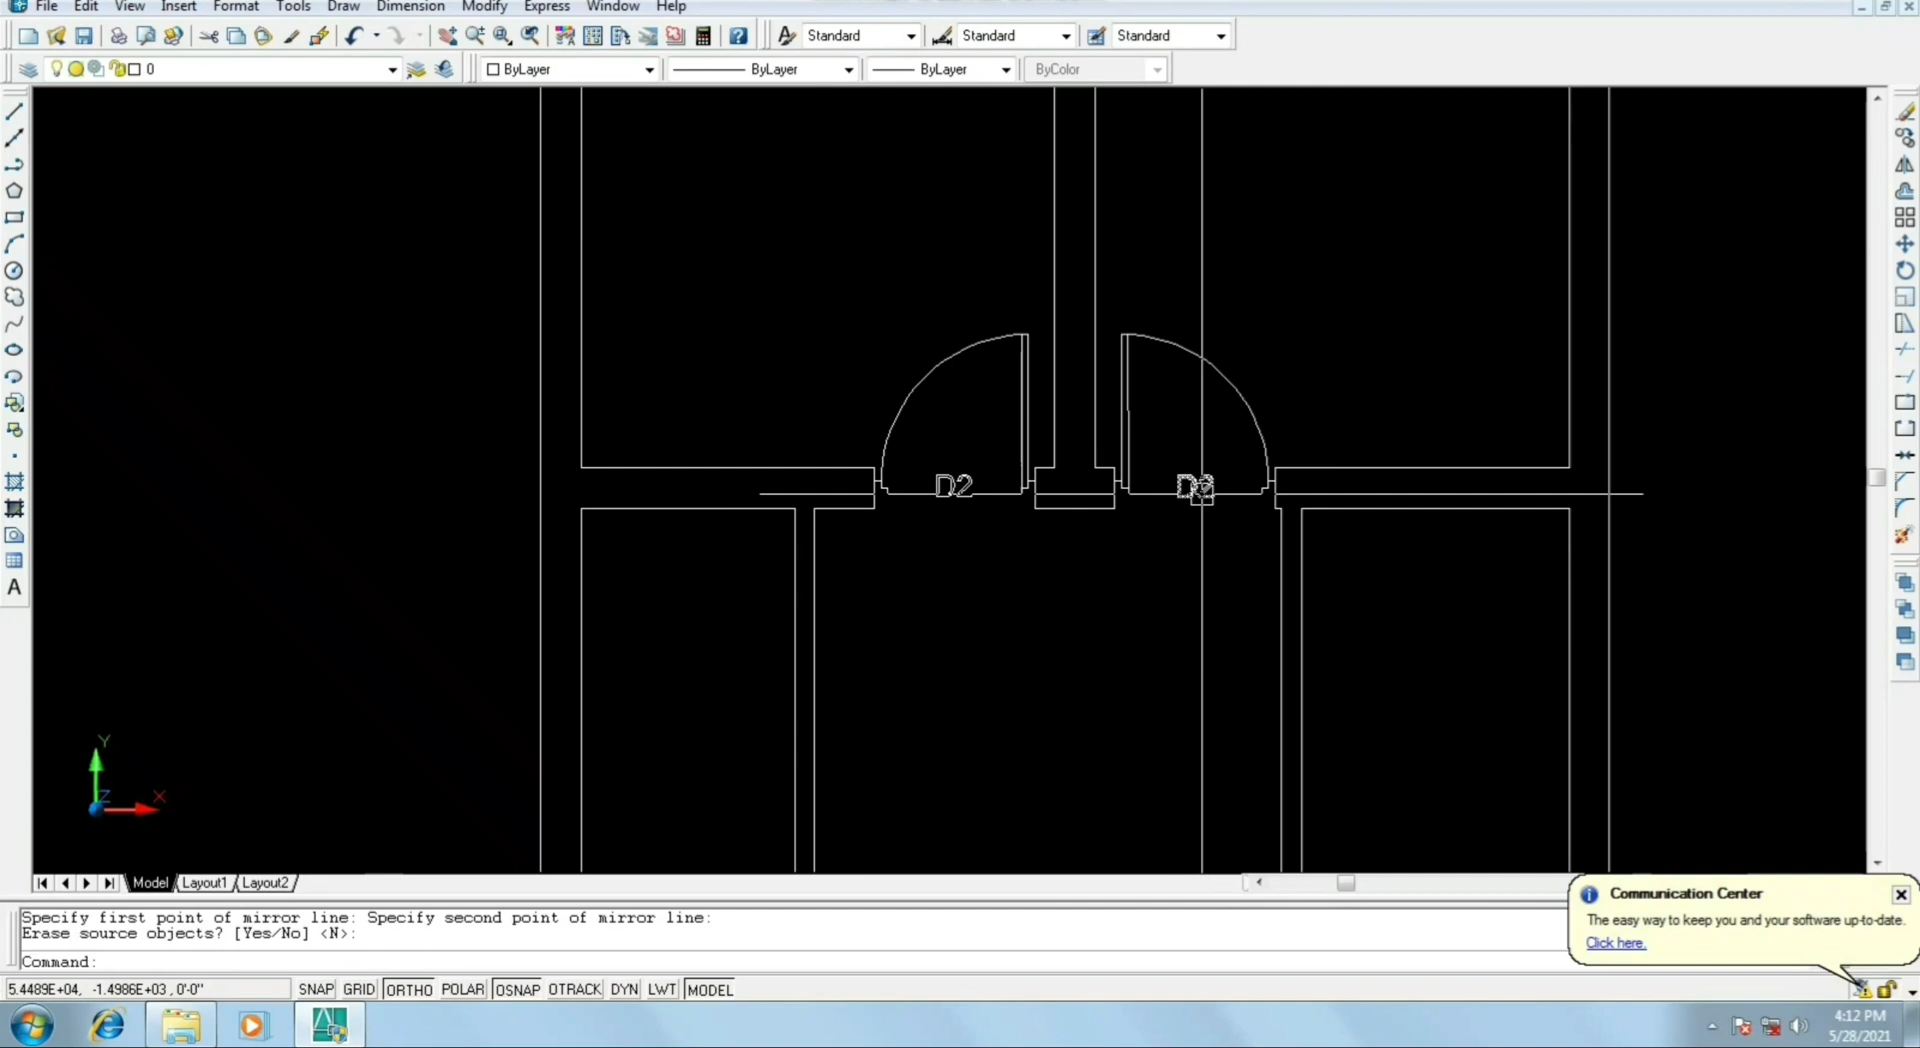 File Edit View Insert Format Tools Draw Dimension Modify Express Window Help
Standard Standard Standard
0 ByLayer ByLayer ByLayer ByColor
D2
Y
Z X
Model Layout1 Layout2
Specify first point of mirror line: Specify second point of mirror line:
Erase source objects? [Yes/No] <N>:
Command:
Communication Center
The easy way to keep you and your software up-to-date.
Click here.
5.4489E+04, -1.4986E+03, 0'-0" SNAP GRID ORTHO POLAR OSNAP OTRACK DYN LWT MODEL
4:12 PM
5/28/2021